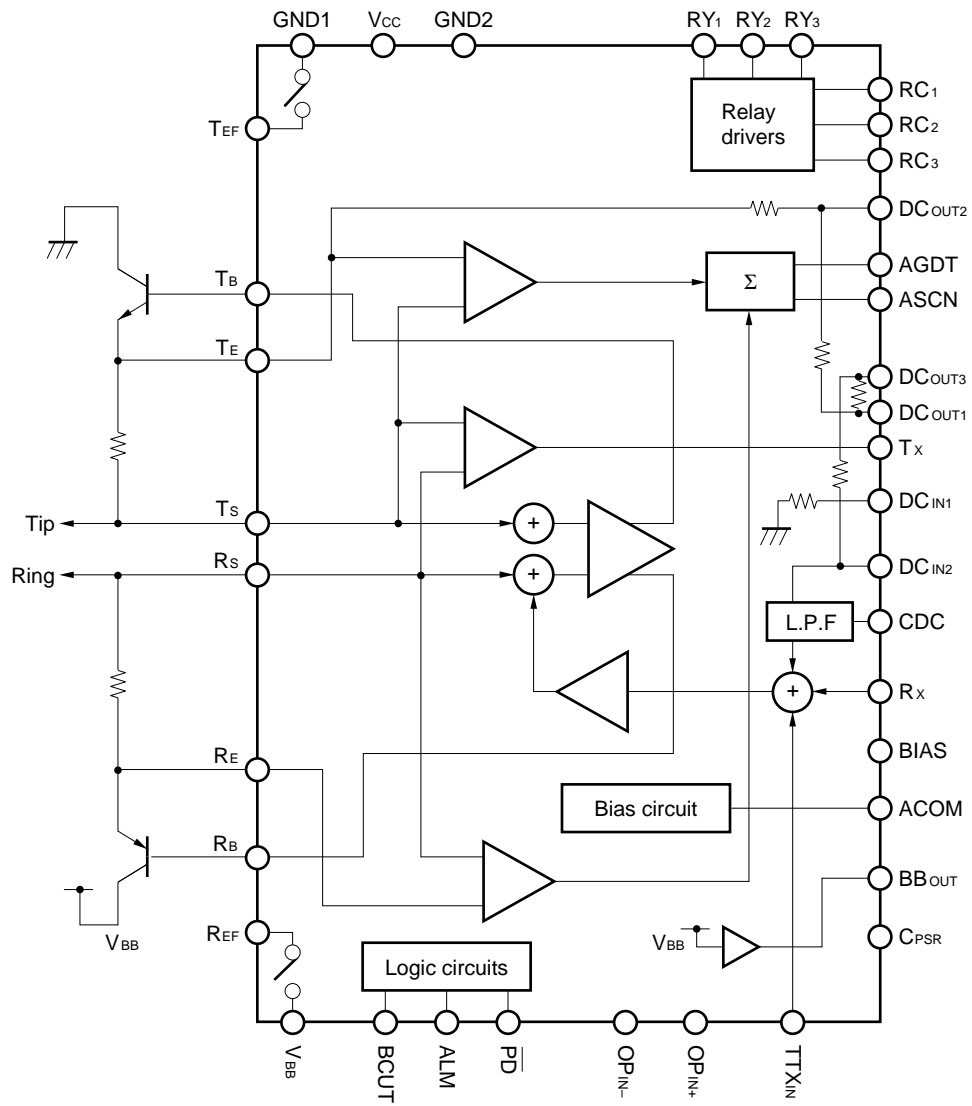 GND1 VCC GND2 RY1 RY2 RY3
RC1
Relay
drivers
RC2
TEF
RC3
DCOUT2
AGDT
Σ
TB
ASCN
TE
DCOUT3
DCOUT1
TX
DCIN1
Tip
TS
+
Ring
RS
+
DCIN2
L.P.F
CDC
+
RX
RE
BIAS
Bias circuit
ACOM
RB
BBOUT
VBB
REF
VBB
CPSR
Logic circuits
VBB
BCUT
ALM
P̅D̅
OPIN−
OPIN+
TTXIN